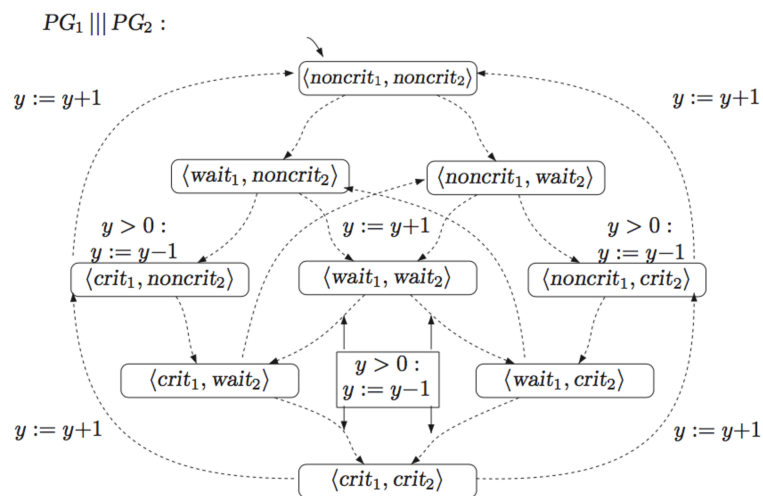 PG₁ ||| PG₂ :
⟨noncrit₁, noncrit₂⟩
y := y+1
y := y+1
⟨wait₁, noncrit₂⟩
⟨noncrit₁, wait₂⟩
y > 0 :
y := y−1
y := y+1
y > 0 :
y := y−1
⟨crit₁, noncrit₂⟩
⟨wait₁, wait₂⟩
⟨noncrit₁, crit₂⟩
⟨crit₁, wait₂⟩
y > 0 :
y := y−1
⟨wait₁, crit₂⟩
y := y+1
y := y+1
⟨crit₁, crit₂⟩